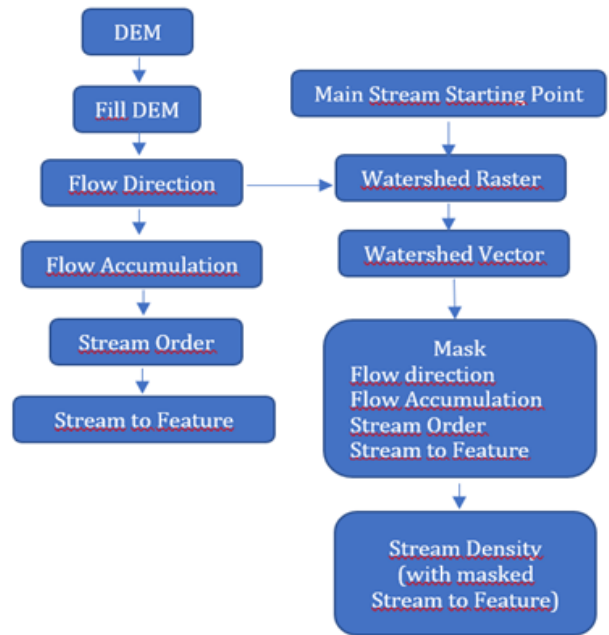 DEM
Fill DEM
Flow Direction
Flow Accumulation
Stream Order
Stream to Feature
Main Stream Starting Point
Watershed Raster
Watershed Vector
Mask
Flow direction
Flow Accumulation
Stream Order
Stream to Feature
Stream Density
(with masked
Stream to Feature)